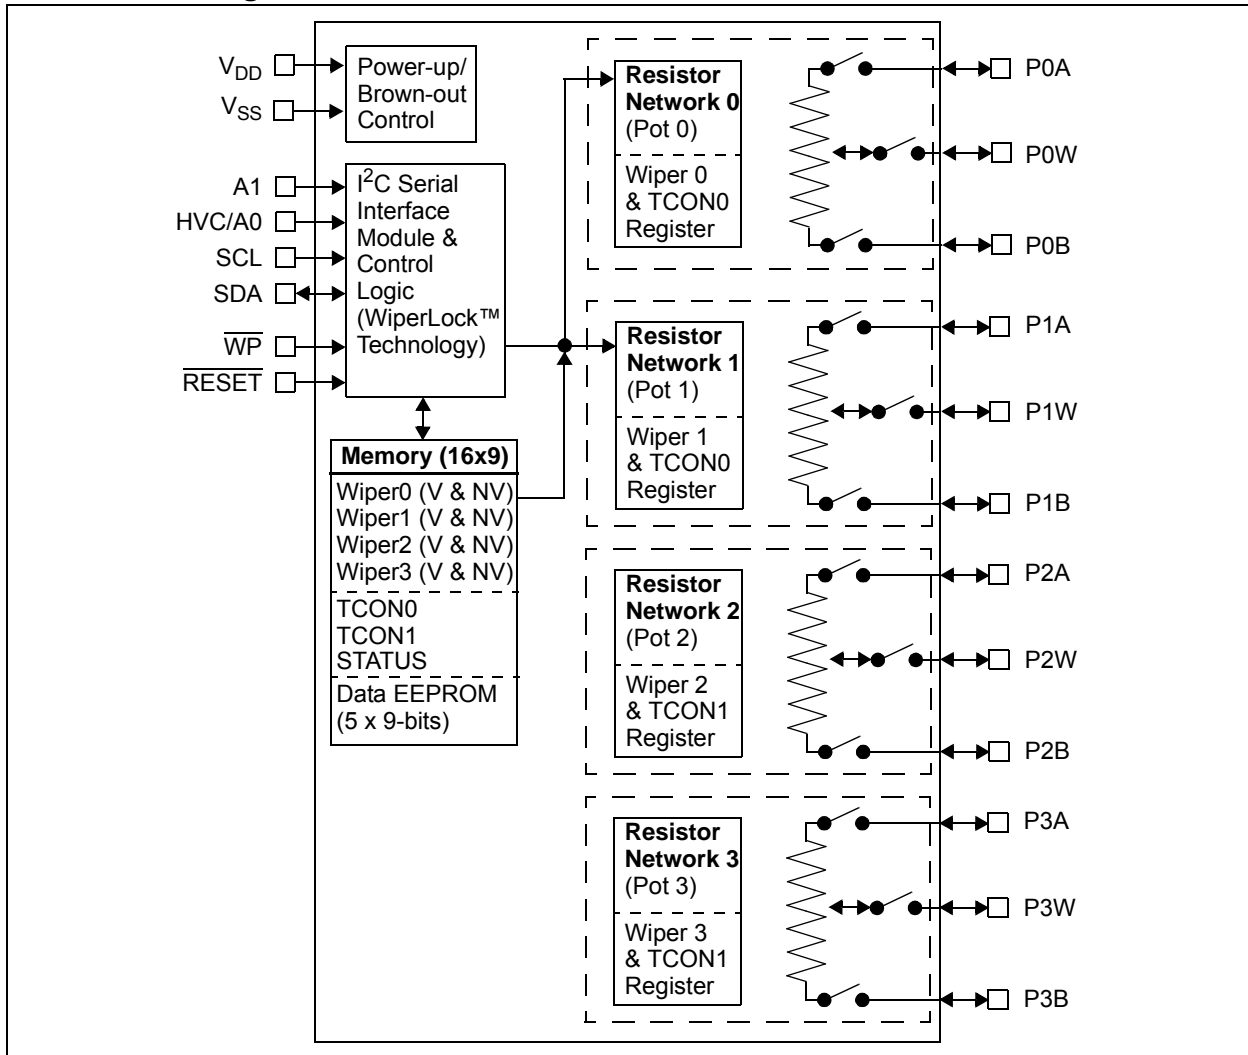 V_DD
V_SS
Power-up/
Brown-out
Control
A1
HVC/A0
SCL
SDA
WP
RESET
I²C Serial
Interface
Module &
Control
Logic
(WiperLock™
Technology)
Memory (16x9)
Wiper0 (V & NV)
Wiper1 (V & NV)
Wiper2 (V & NV)
Wiper3 (V & NV)
TCON0
TCON1
STATUS
Data EEPROM
(5 x 9-bits)
Resistor
Network 0
(Pot 0)
Wiper 0
& TCON0
Register
P0A
P0W
P0B
Resistor
Network 1
(Pot 1)
Wiper 1
& TCON0
Register
P1A
P1W
P1B
Resistor
Network 2
(Pot 2)
Wiper 2
& TCON1
Register
P2A
P2W
P2B
Resistor
Network 3
(Pot 3)
Wiper 3
& TCON1
Register
P3A
P3W
P3B